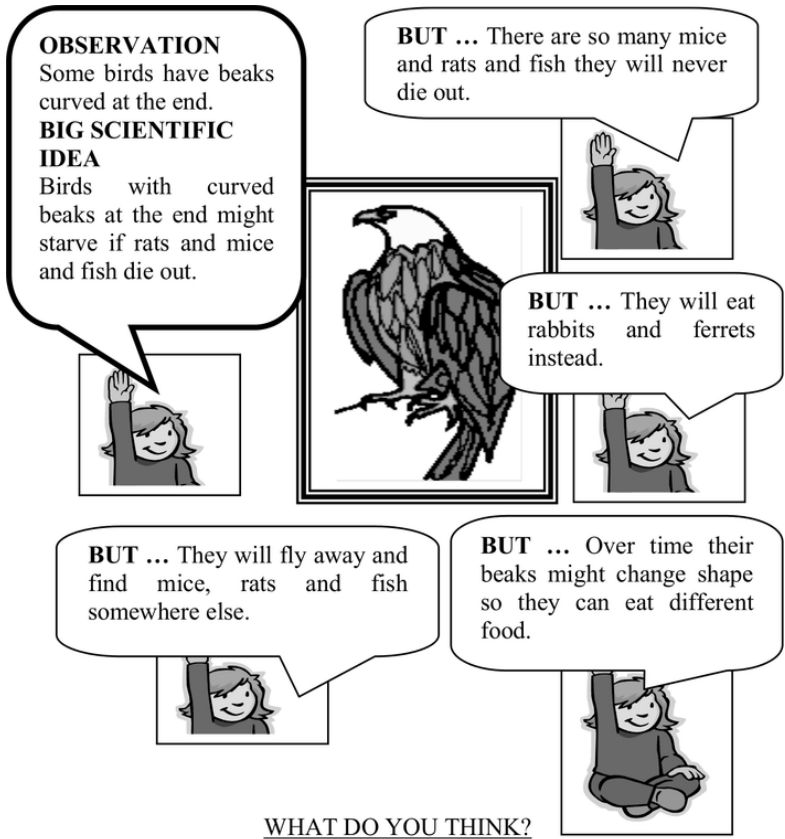 OBSERVATION
Some birds have beaks
curved at the end.
BIG SCIENTIFIC
IDEA
Birds with curved
beaks at the end might
starve if rats and mice
and fish die out.
BUT … There are so many mice
and rats and fish they will never
die out.
BUT … They will eat
rabbits and ferrets
instead.
BUT … They will fly away and
find mice, rats and fish
somewhere else.
BUT … Over time their
beaks might change shape
so they can eat different
food.
WHAT DO YOU THINK?